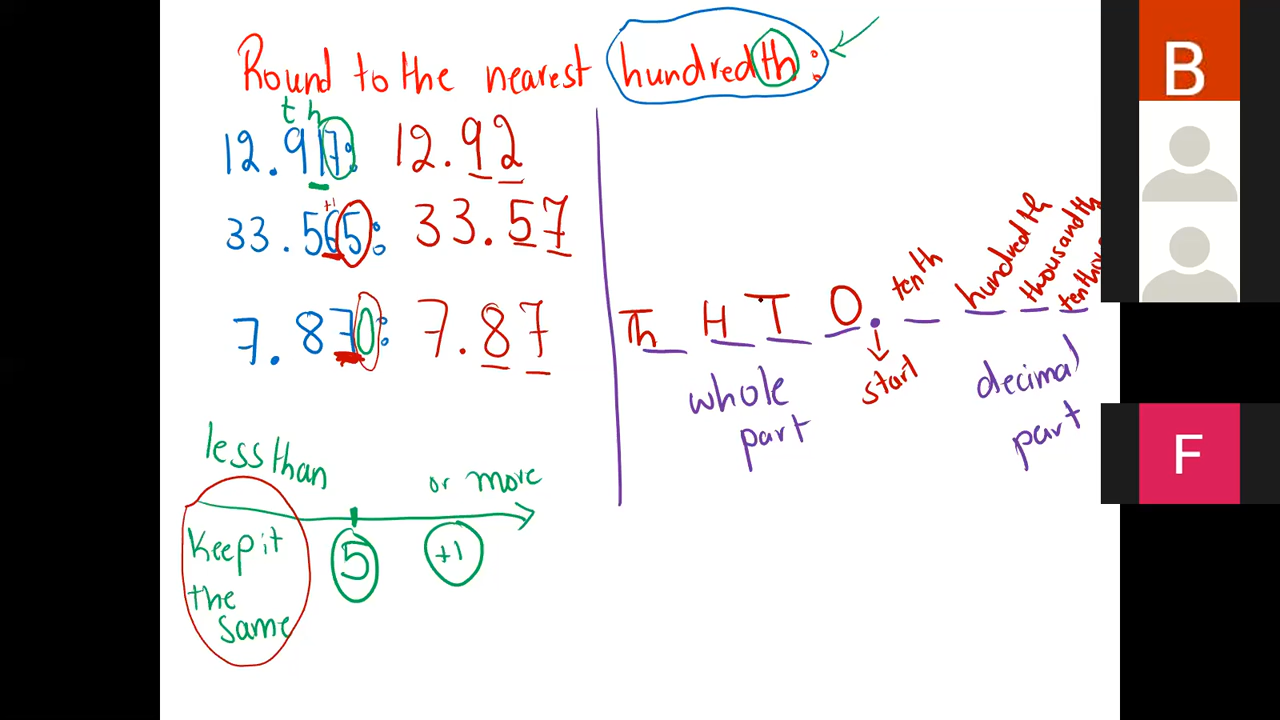 Round to the nearest hundredth:
t h
12.917: 12.92
+1
33.565: 33.57
7.870: 7.87
less than
or more
Keep it
the
same
5
+1
Th H T O . tenth hundredth thousandth
start
whole
part
decimal
part
B
F